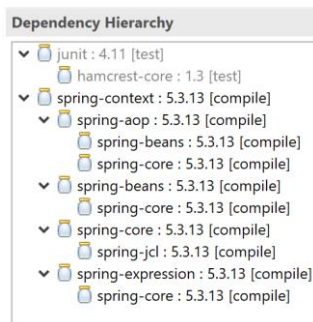 Dependency Hierarchy
junit : 4.11 [test]
hamcrest-core : 1.3 [test]
spring-context : 5.3.13 [compile]
spring-aop : 5.3.13 [compile]
spring-beans : 5.3.13 [compile]
spring-core : 5.3.13 [compile]
spring-beans : 5.3.13 [compile]
spring-core : 5.3.13 [compile]
spring-core : 5.3.13 [compile]
spring-jcl : 5.3.13 [compile]
spring-expression : 5.3.13 [compile]
spring-core : 5.3.13 [compile]